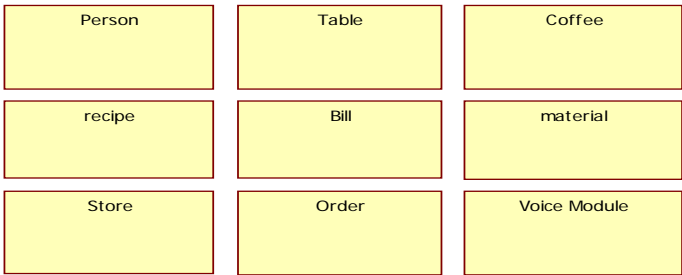 Person
Table
Coffee
recipe
Bill
material
Store
Order
Voice Module